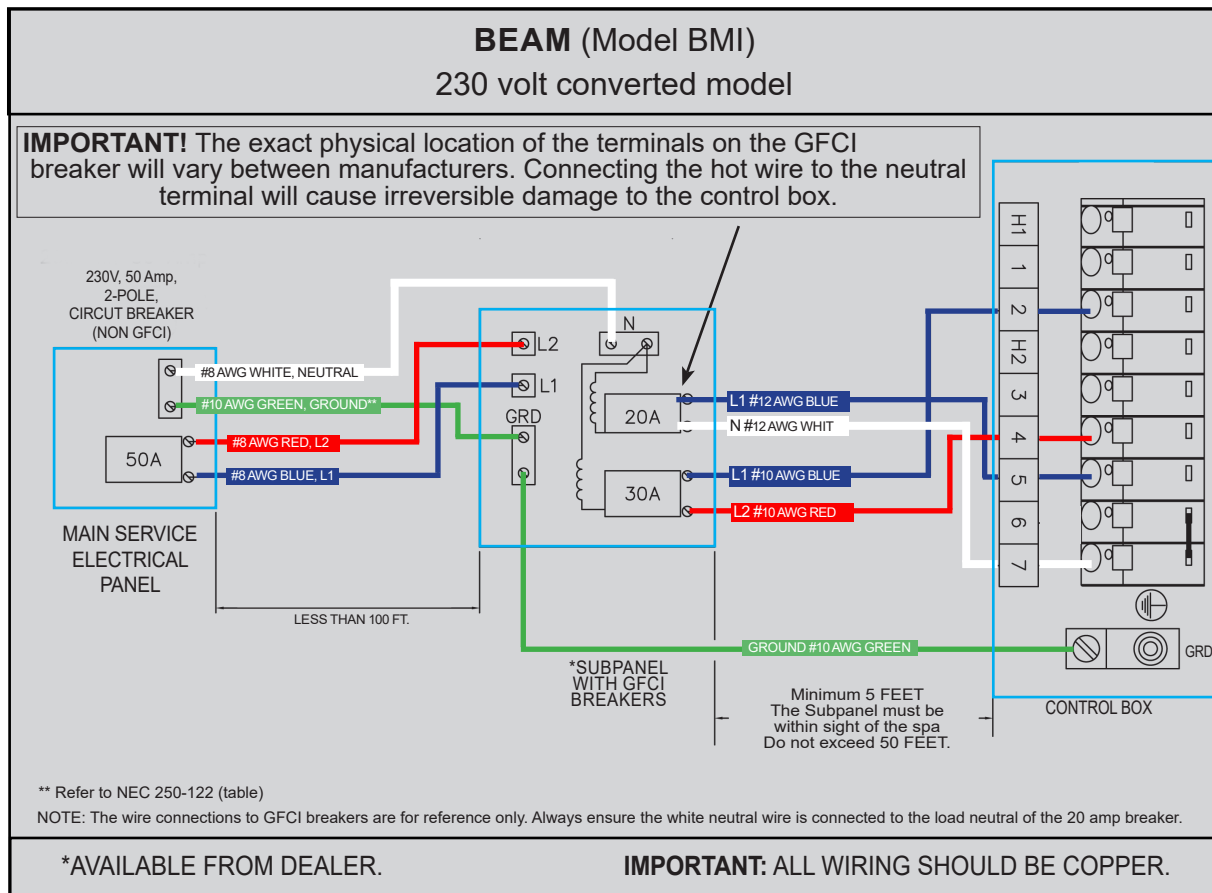 BEAM (Model BMI)
230 volt converted model
IMPORTANT! The exact physical location of the terminals on the GFCI
breaker will vary between manufacturers. Connecting the hot wire to the neutral
terminal will cause irreversible damage to the control box.
230V, 50 Amp,
2-POLE,
CIRCUT BREAKER
(NON GFCI)
#8 AWG WHITE, NEUTRAL
#10 AWG GREEN, GROUND**
#8 AWG RED, L2
#8 AWG BLUE, L1
50A
MAIN SERVICE
ELECTRICAL
PANEL
LESS THAN 100 FT.
N
L2
L1
GRD
20A
30A
*SUBPANEL
WITH GFCI
BREAKERS
L1 #12 AWG BLUE
N #12 AWG WHIT
L1 #10 AWG BLUE
L2 #10 AWG RED
GROUND #10 AWG GREEN
Minimum 5 FEET
The Subpanel must be
within sight of the spa
Do not exceed 50 FEET.
H1
1
2
H2
3
4
5
6
7
GRD
CONTROL BOX
** Refer to NEC 250-122 (table)
NOTE: The wire connections to GFCI breakers are for reference only. Always ensure the white neutral wire is connected to the load neutral of the 20 amp breaker.
*AVAILABLE FROM DEALER.
IMPORTANT: ALL WIRING SHOULD BE COPPER.